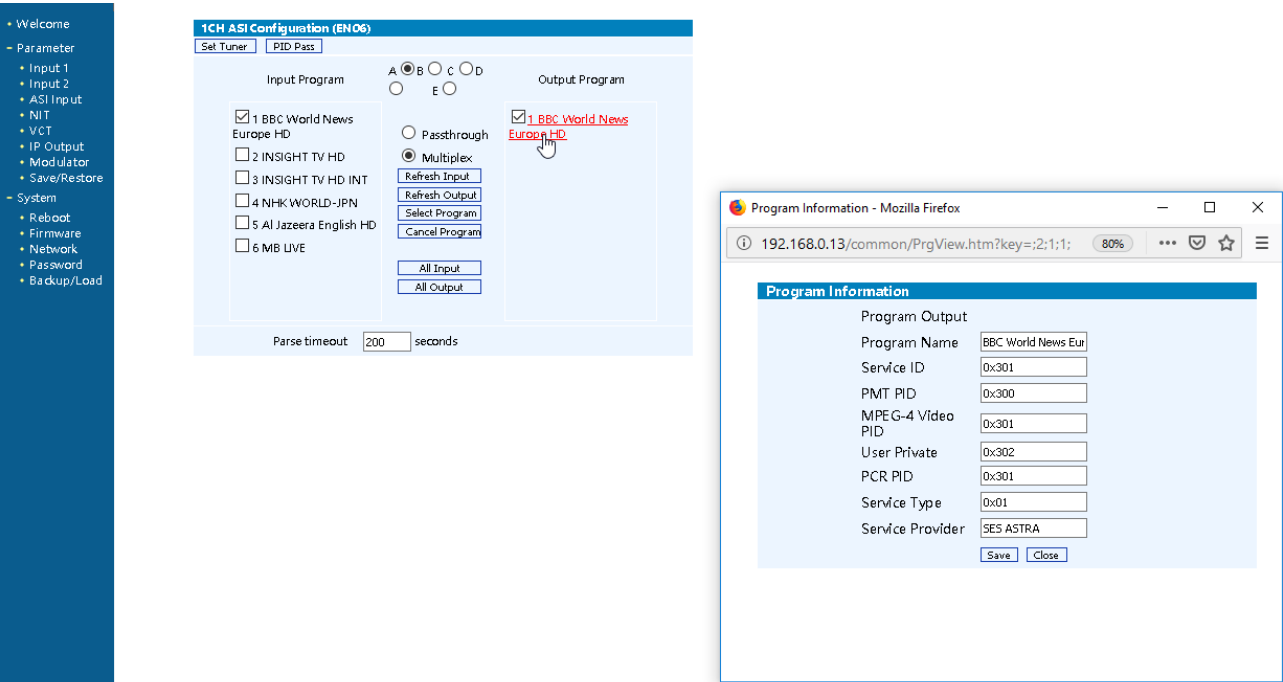 Welcome
Parameter
Input 1
Input 2
ASI Input
NIT
VCT
IP Output
Modulator
Save/Restore
System
Reboot
Firmware
Network
Password
Backup/Load
1CH ASI Configuration (EN06)
Set Tuner PID Pass
Input Program
A B C D
E
Output Program
1 BBC World News
Europe HD
2 INSIGHT TV HD
3 INSIGHT TV HD INT
4 NHK WORLD-JPN
5 Al Jazeera English HD
6 MB LIVE
Passthrough
Multiplex
Refresh Input
Refresh Output
Select Program
Cancel Program
All Input
All Output
1 BBC World News
Europe HD
Parse timeout 200 seconds
Program Information - Mozilla Firefox
192.168.0.13/common/PrgView.htm?key=;2;1;1; 80%
Program Information
Program Output
Program Name BBC World News Eur
Service ID 0x301
PMT PID 0x300
MPEG-4 Video
PID 0x301
User Private 0x302
PCR PID 0x301
Service Type 0x01
Service Provider SES ASTRA
Save Close